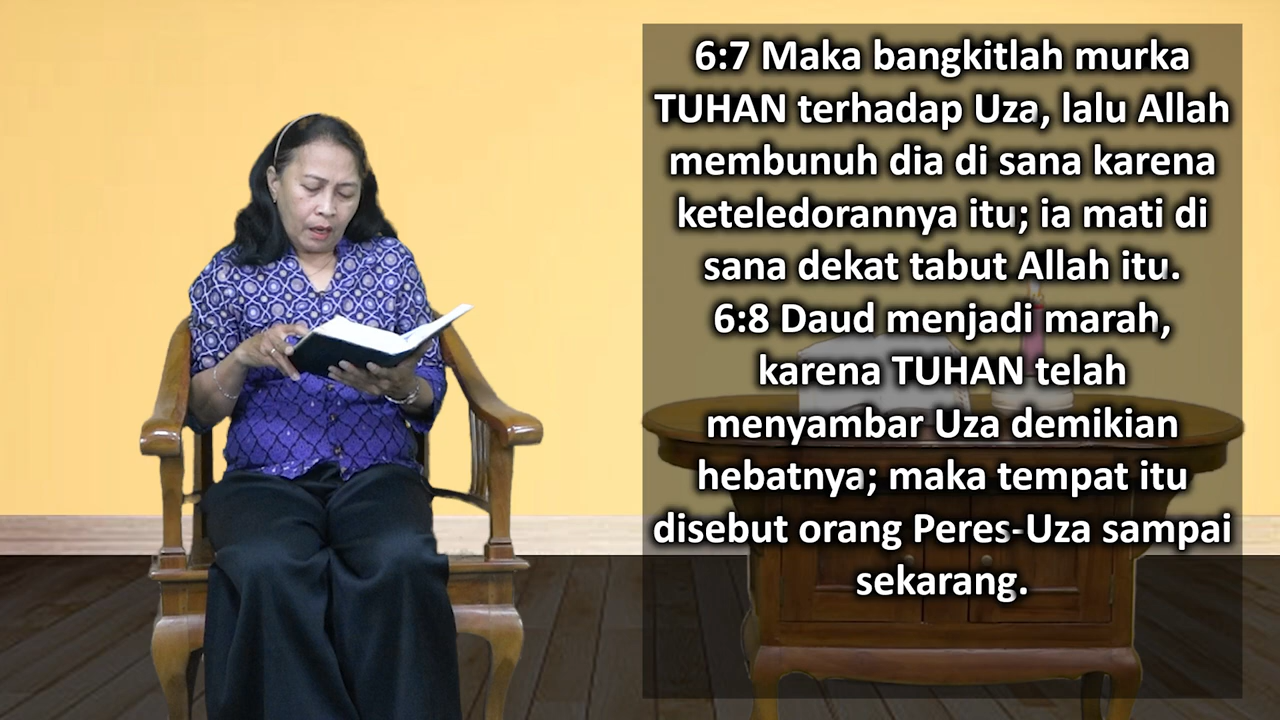 6:7 Maka bangkitlah murka
TUHAN terhadap Uza, lalu Allah
membunuh dia di sana karena
keteledorannya itu; ia mati di
sana dekat tabut Allah itu.
6:8 Daud menjadi marah,
karena TUHAN telah
menyambar Uza demikian
hebatnya; maka tempat itu
disebut orang Peres-Uza sampai
sekarang.